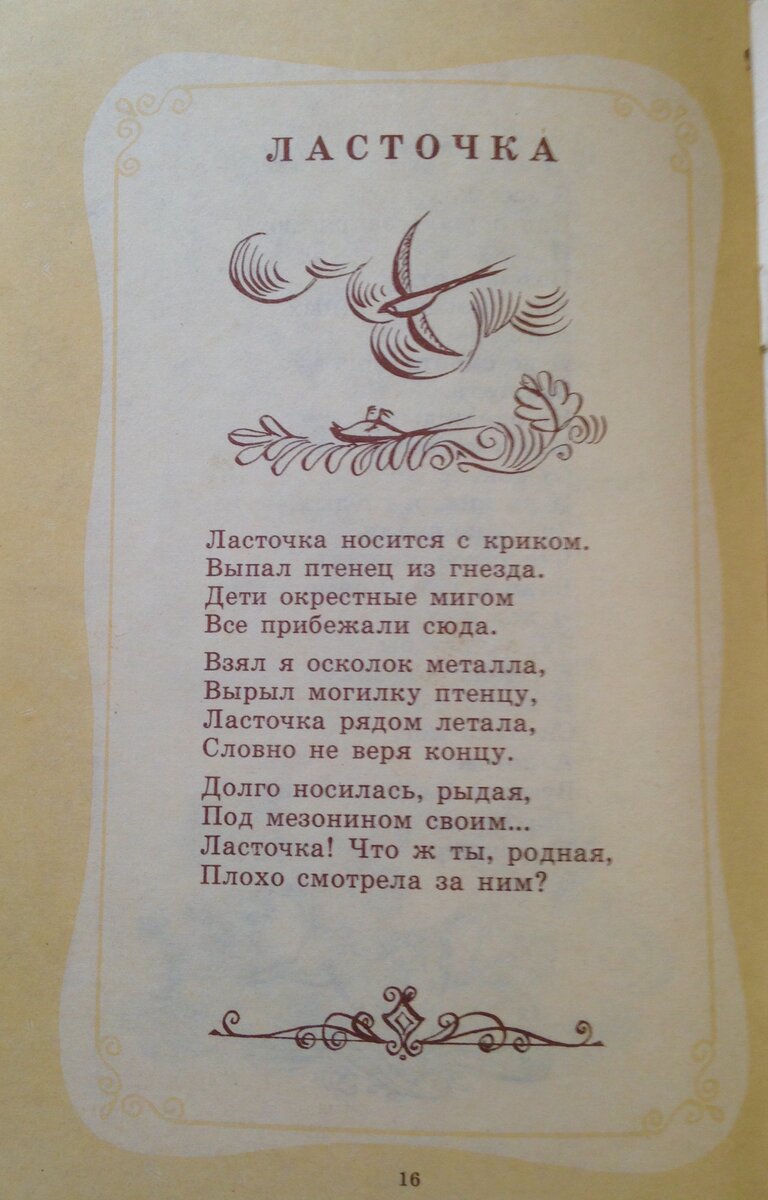 ЛАСТОЧКА
Ласточка носится с криком.
Выпал птенец из гнезда.
Дети окрестные мигом
Все прибежали сюда.
Взял я осколок металла,
Вырыл могилку птенцу,
Ласточка рядом летала,
Словно не веря концу.
Долго носилась, рыдая,
Под мезонином своим...
Ласточка! Что ж ты, родная,
Плохо смотрела за ним?
16